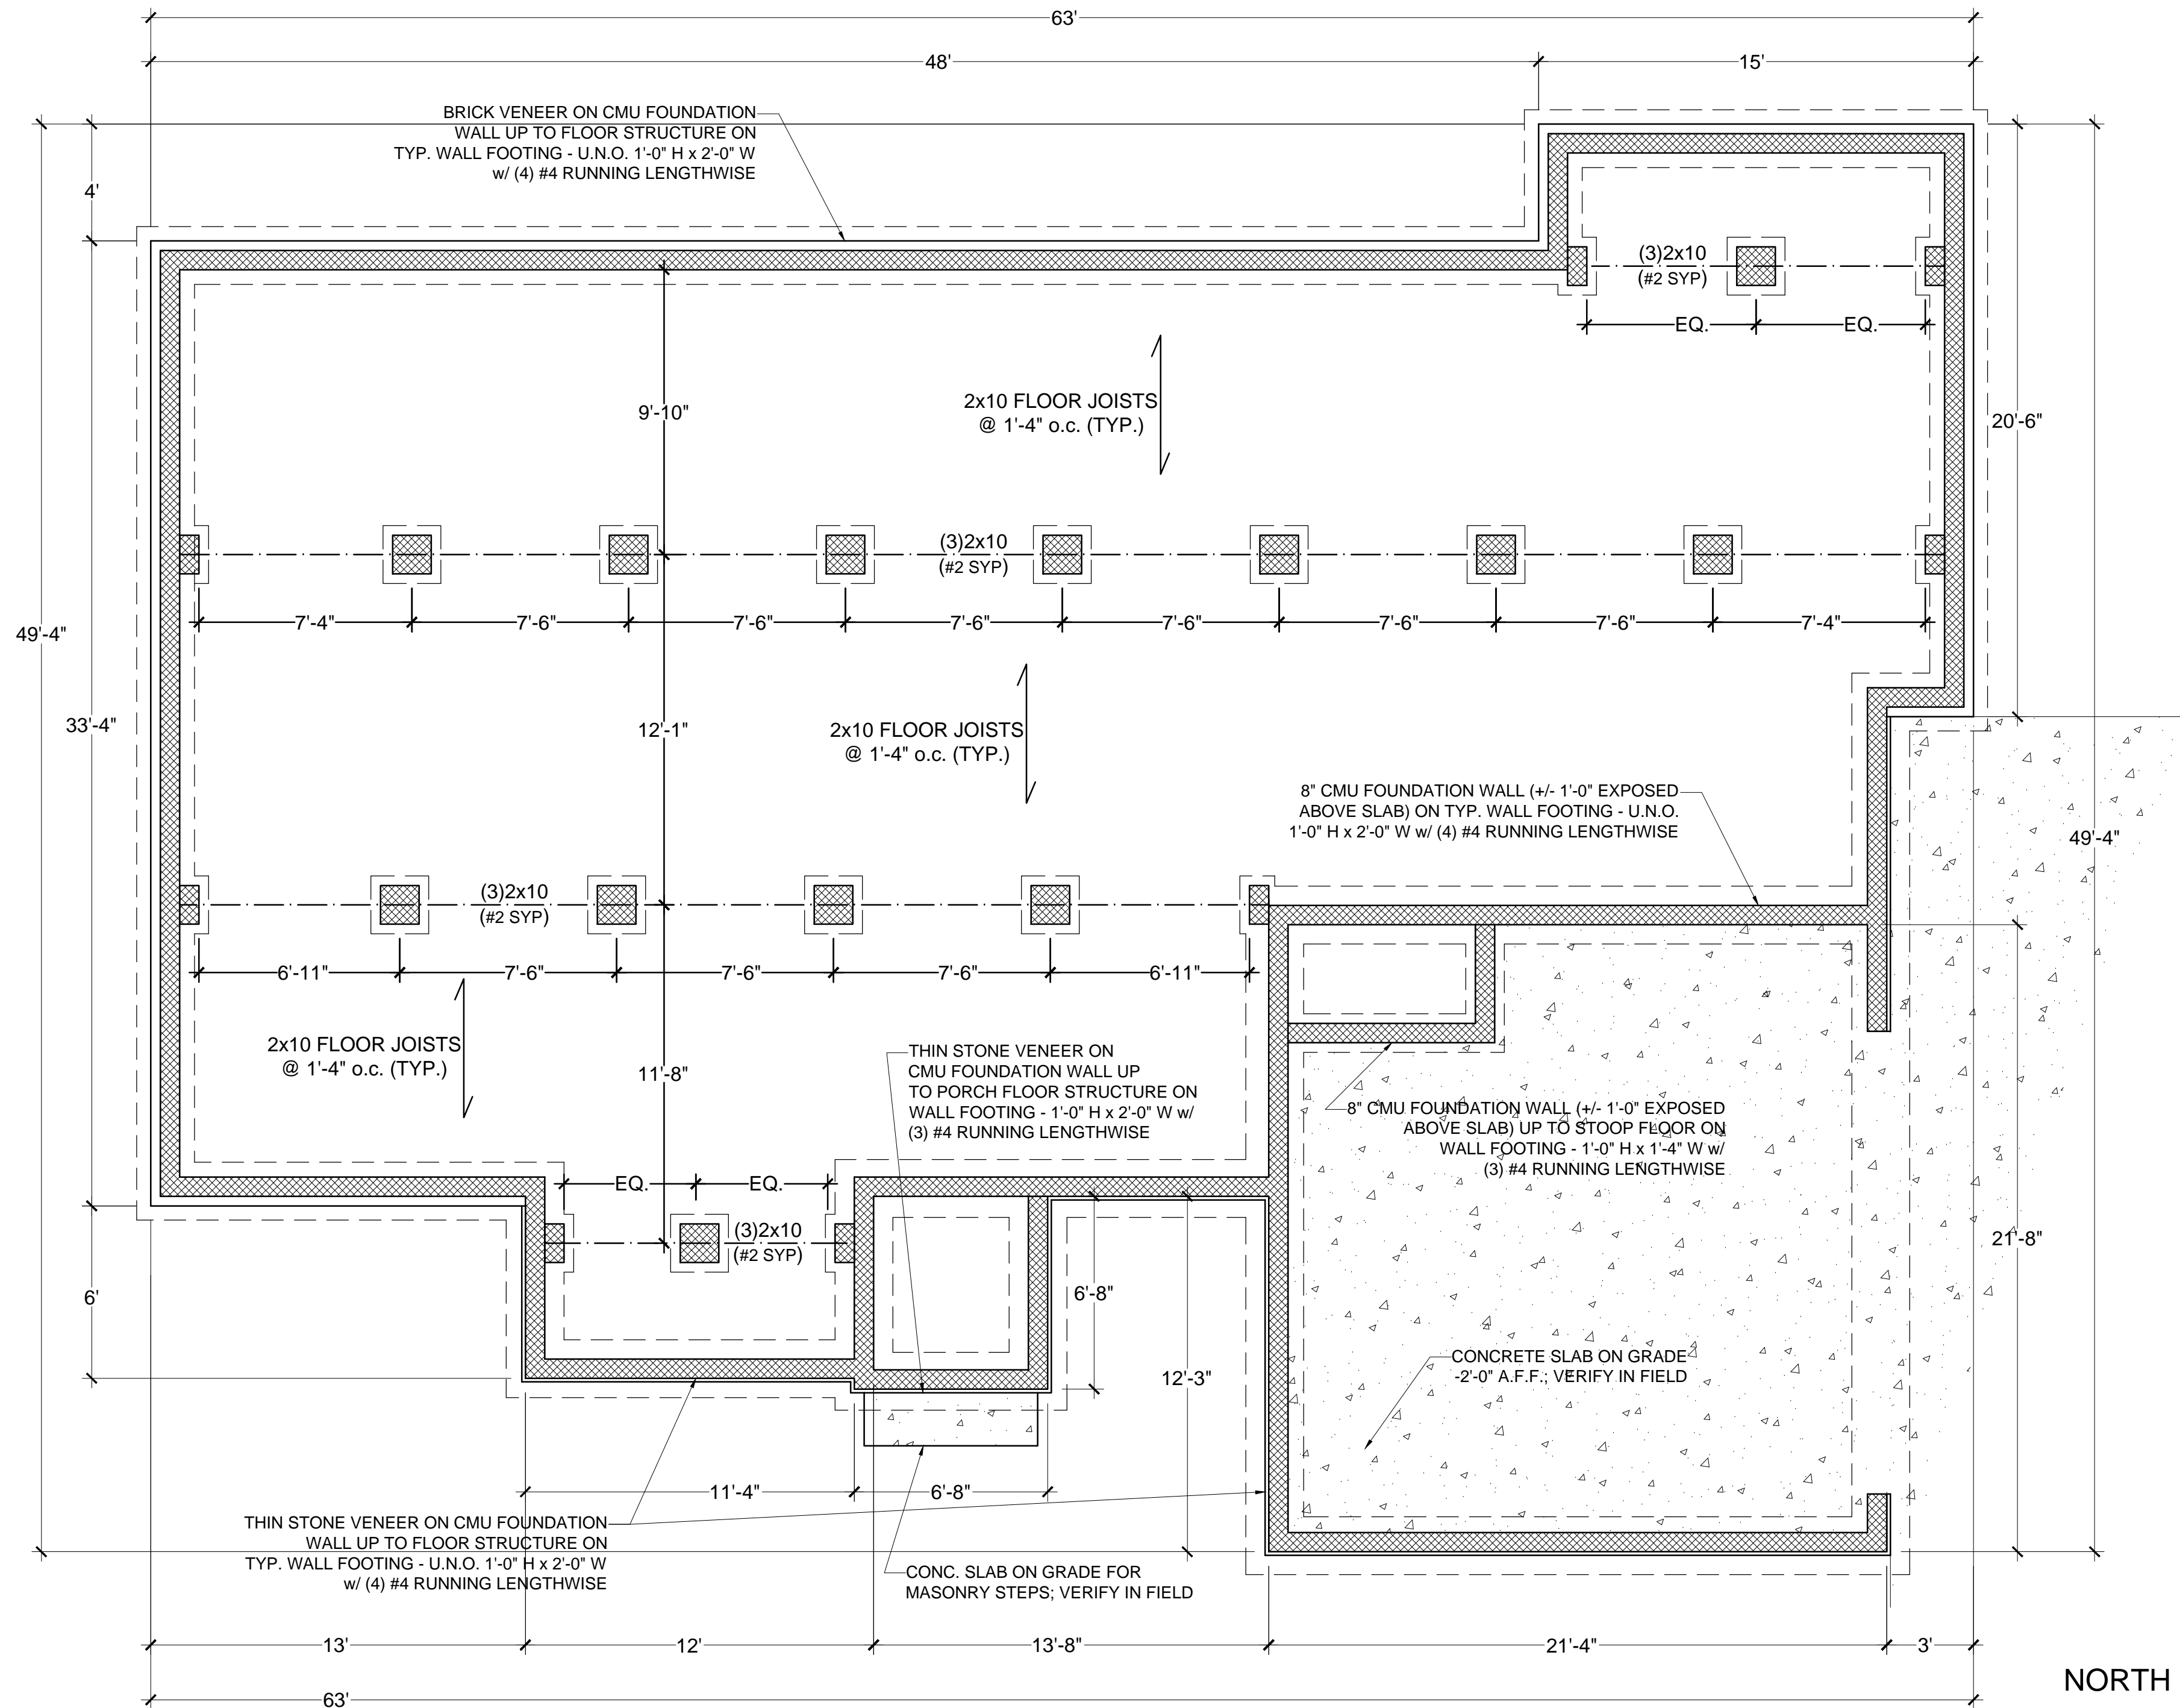 63'
48'
15'
BRICK VENEER ON CMU FOUNDATION
WALL UP TO FLOOR STRUCTURE ON
TYP. WALL FOOTING - U.N.O. 1'-0" H x 2'-0" W
w/ (4) #4 RUNNING LENGTHWISE
4'
(3)2x10
(#2 SYP)
EQ.
EQ.
9'-10"
2x10 FLOOR JOISTS
@ 1'-4" o.c. (TYP.)
20'-6"
(3)2x10
(#2 SYP)
7'-4"
7'-6"
7'-6"
7'-6"
7'-6"
7'-6"
7'-6"
7'-4"
49'-4"
33'-4"
12'-1"
2x10 FLOOR JOISTS
@ 1'-4" o.c. (TYP.)
8" CMU FOUNDATION WALL (+/- 1'-0" EXPOSED
ABOVE SLAB) ON TYP. WALL FOOTING - U.N.O.
1'-0" H x 2'-0" W w/ (4) #4 RUNNING LENGTHWISE
49'-4"
(3)2x10
(#2 SYP)
6'-11"
7'-6"
7'-6"
7'-6"
6'-11"
2x10 FLOOR JOISTS
@ 1'-4" o.c. (TYP.)
11'-8"
THIN STONE VENEER ON
CMU FOUNDATION WALL UP
TO PORCH FLOOR STRUCTURE ON
WALL FOOTING - 1'-0" H x 2'-0" W w/
(3) #4 RUNNING LENGTHWISE
8" CMU FOUNDATION WALL (+/- 1'-0" EXPOSED
ABOVE SLAB) UP TO STOOP FLOOR ON
WALL FOOTING - 1'-0" H x 1'-4" W w/
(3) #4 RUNNING LENGTHWISE
EQ.
EQ.
(3)2x10
(#2 SYP)
21'-8"
6'
6'-8"
12'-3"
CONCRETE SLAB ON GRADE
-2'-0" A.F.F.; VERIFY IN FIELD
11'-4"
6'-8"
THIN STONE VENEER ON CMU FOUNDATION
WALL UP TO FLOOR STRUCTURE ON
TYP. WALL FOOTING - U.N.O. 1'-0" H x 2'-0" W
w/ (4) #4 RUNNING LENGTHWISE
CONC. SLAB ON GRADE FOR
MASONRY STEPS; VERIFY IN FIELD
13'
12'
13'-8"
21'-4"
3'
63'
NORTH